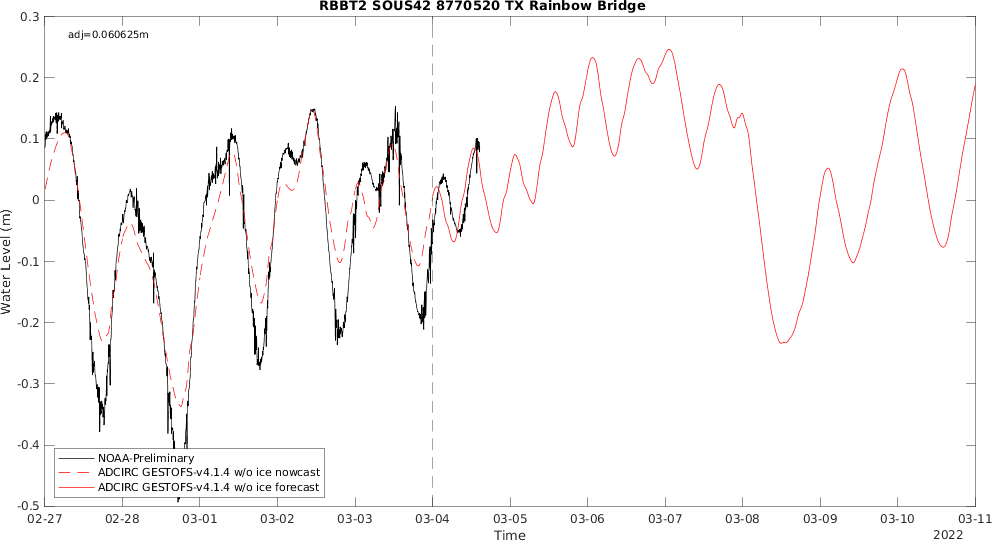 RBBT2 SOUS42 8770520 TX Rainbow Bridge
adj=0.060625m
0.3
0.2
0.1
0
-0.1
-0.2
-0.3
-0.4
-0.5
Water Level (m)
NOAA-Preliminary
ADCIRC GESTOFS-v4.1.4 w/o ice nowcast
ADCIRC GESTOFS-v4.1.4 w/o ice forecast
02-27 02-28 03-01 03-02 03-03 03-04 03-05 03-06 03-07 03-08 03-09 03-10 03-11
Time
2022